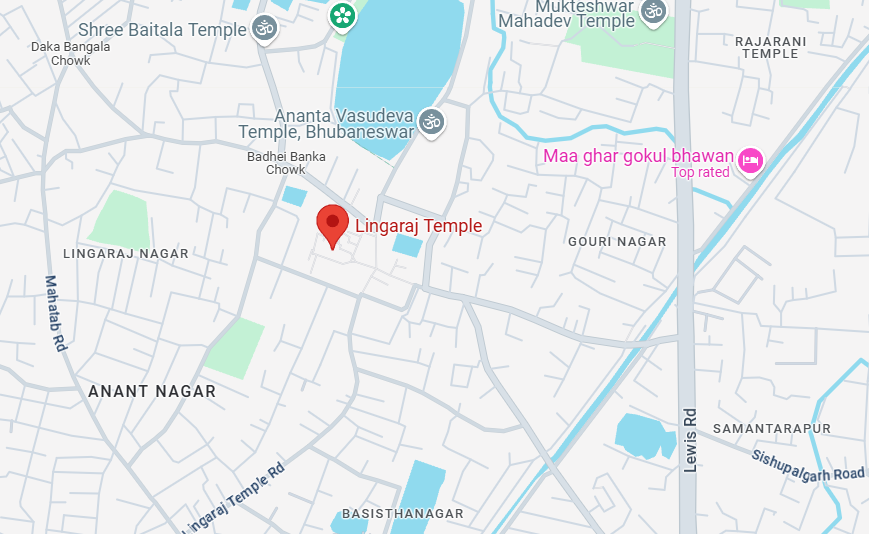 Mukteshwar
Mahadev Temple
Shree Baitala Temple
Daka Bangala
Chowk
RAJARANI
TEMPLE
Ananta Vasudeva
Temple, Bhubaneswar
Badhei Banka
Chowk
Maa ghar gokul bhawan
Top rated
Lingaraj Temple
GOURI NAGAR
LINGARAJ NAGAR
Mahatab Rd
ANANT NAGAR
Lewis Rd
SAMANTARAPUR
Sishupalgarh Road
Lingaraj Temple Rd
BASISTHANAGAR